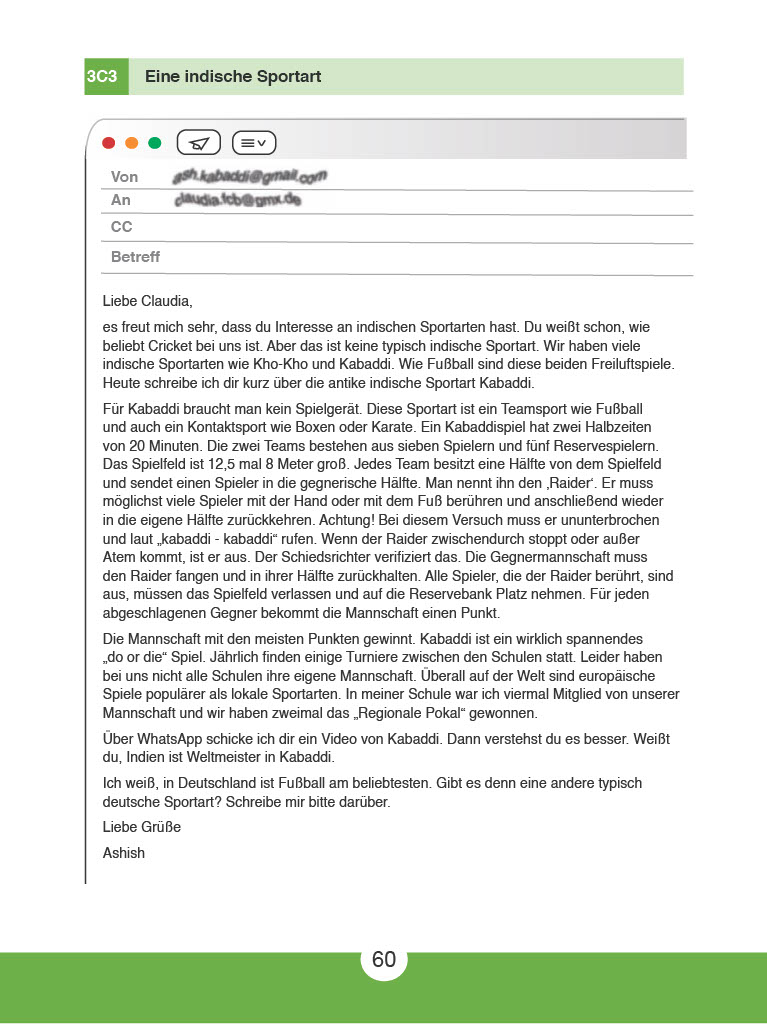 3C3 Eine indische Sportart
Von ash.kabaddi@gmail.com
An claudia.fcb@gmx.de
CC
Betreff
Liebe Claudia,
es freut mich sehr, dass du Interesse an indischen Sportarten hast. Du weißt schon, wie
beliebt Cricket bei uns ist. Aber das ist keine typisch indische Sportart. Wir haben viele
indische Sportarten wie Kho-Kho und Kabaddi. Wie Fußball sind diese beiden Freiluftspiele.
Heute schreibe ich dir kurz über die antike indische Sportart Kabaddi.
Für Kabaddi braucht man kein Spielgerät. Diese Sportart ist ein Teamsport wie Fußball
und auch ein Kontaktsport wie Boxen oder Karate. Ein Kabaddispiel hat zwei Halbzeiten
von 20 Minuten. Die zwei Teams bestehen aus sieben Spielern und fünf Reservespielern.
Das Spielfeld ist 12,5 mal 8 Meter groß. Jedes Team besitzt eine Hälfte von dem Spielfeld
und sendet einen Spieler in die gegnerische Hälfte. Man nennt ihn den ‚Raider‘. Er muss
möglichst viele Spieler mit der Hand oder mit dem Fuß berühren und anschließend wieder
in die eigene Hälfte zurückkehren. Achtung! Bei diesem Versuch muss er ununterbrochen
und laut „kabaddi - kabaddi“ rufen. Wenn der Raider zwischendurch stoppt oder außer
Atem kommt, ist er aus. Der Schiedsrichter verifiziert das. Die Gegnermannschaft muss
den Raider fangen und in ihrer Hälfte zurückhalten. Alle Spieler, die der Raider berührt, sind
aus, müssen das Spielfeld verlassen und auf die Reservebank Platz nehmen. Für jeden
abgeschlagenen Gegner bekommt die Mannschaft einen Punkt.
Die Mannschaft mit den meisten Punkten gewinnt. Kabaddi ist ein wirklich spannendes
„do or die“ Spiel. Jährlich finden einige Turniere zwischen den Schulen statt. Leider haben
bei uns nicht alle Schulen ihre eigene Mannschaft. Überall auf der Welt sind europäische
Spiele populärer als lokale Sportarten. In meiner Schule war ich viermal Mitglied von unserer
Mannschaft und wir haben zweimal das „Regionale Pokal“ gewonnen.
Über WhatsApp schicke ich dir ein Video von Kabaddi. Dann verstehst du es besser. Weißt
du, Indien ist Weltmeister in Kabaddi.
Ich weiß, in Deutschland ist Fußball am beliebtesten. Gibt es denn eine andere typisch
deutsche Sportart? Schreibe mir bitte darüber.
Liebe Grüße
Ashish
60